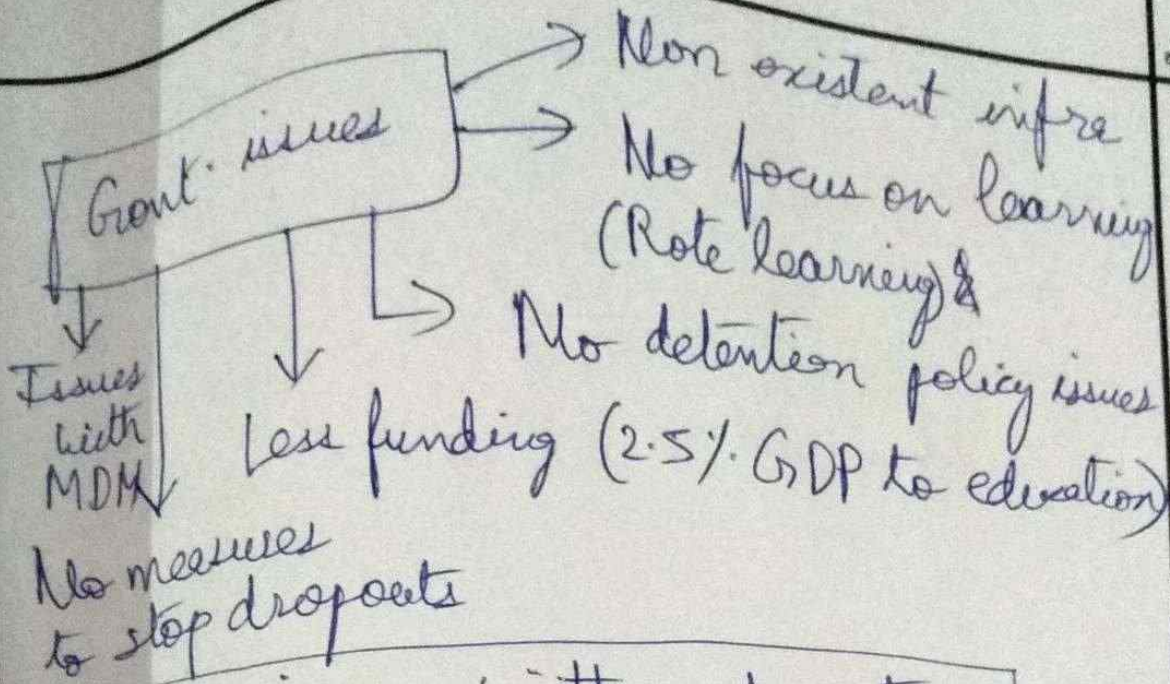 Govt. issues
Non existent infra
No focus on learning
(Rote learning) &
No detention policy issues
Less funding (2.5% GDP to education)
Issues
with
MDM
No measures
to stop dropouts